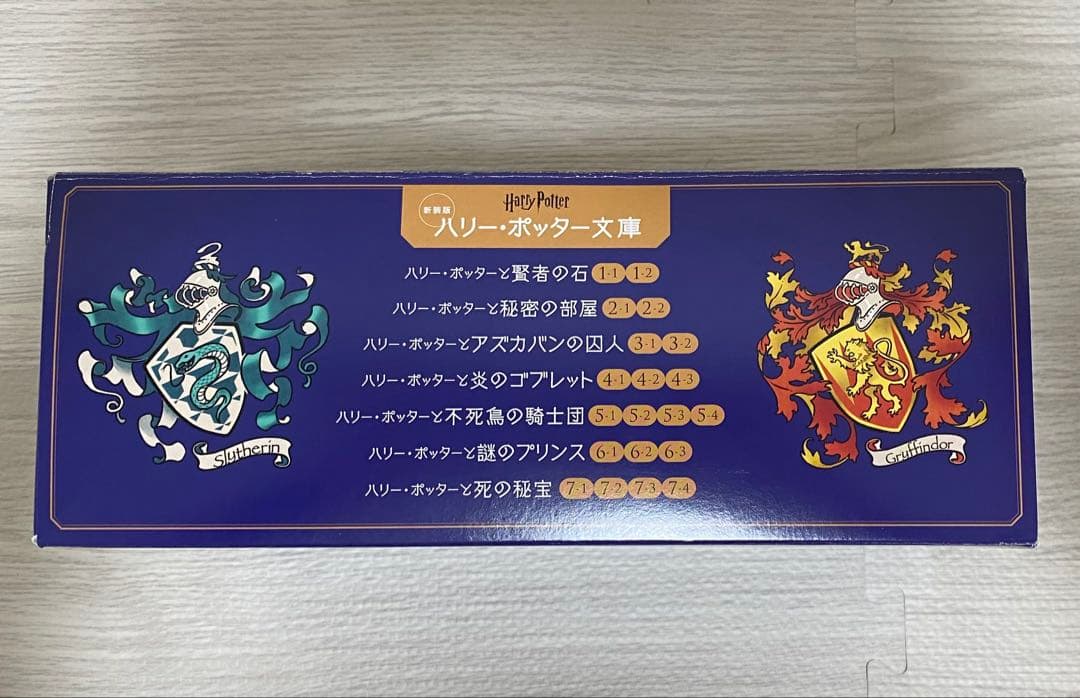 Harry Potter
新装版
ハリー・ポッター文庫
ハリー・ポッターと賢者の石 1-1 1-2
ハリー・ポッターと秘密の部屋 2-1 2-2
ハリー・ポッターとアズカバンの囚人 3-1 3-2
ハリー・ポッターと炎のゴブレット 4-1 4-2 4-3
ハリー・ポッターと不死鳥の騎士団 5-1 5-2 5-3 5-4
ハリー・ポッターと謎のプリンス 6-1 6-2 6-3
ハリー・ポッターと死の秘宝 7-1 7-2 7-3 7-4
Slytherin
Gruffindor